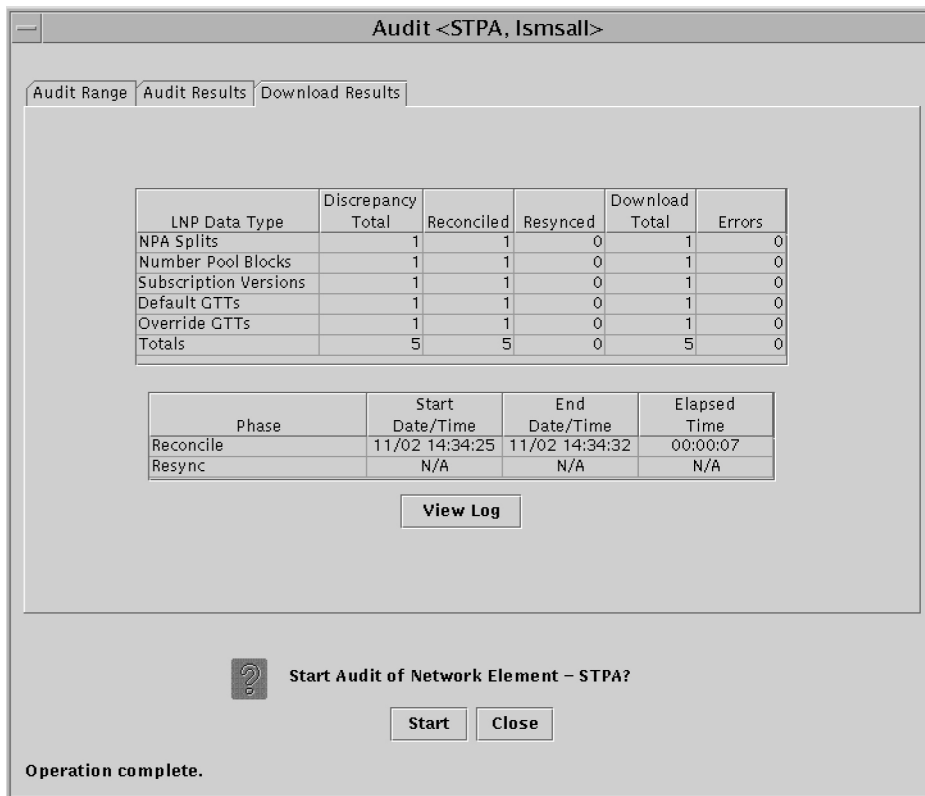 Audit <STPA, lsmsall>
Audit Range Audit Results Download Results
LNP Data Type Discrepancy Total Reconciled Resynced Download Total Errors
NPA Splits 1 1 0 1 0
Number Pool Blocks 1 1 0 1 0
Subscription Versions 1 1 0 1 0
Default GTTs 1 1 0 1 0
Override GTTs 1 1 0 1 0
Totals 5 5 0 5 0
Phase Start Date/Time End Date/Time Elapsed Time
Reconcile 11/02 14:34:25 11/02 14:34:32 00:00:07
Resync N/A N/A N/A
View Log
Start Audit of Network Element – STPA?
Start Close
Operation complete.